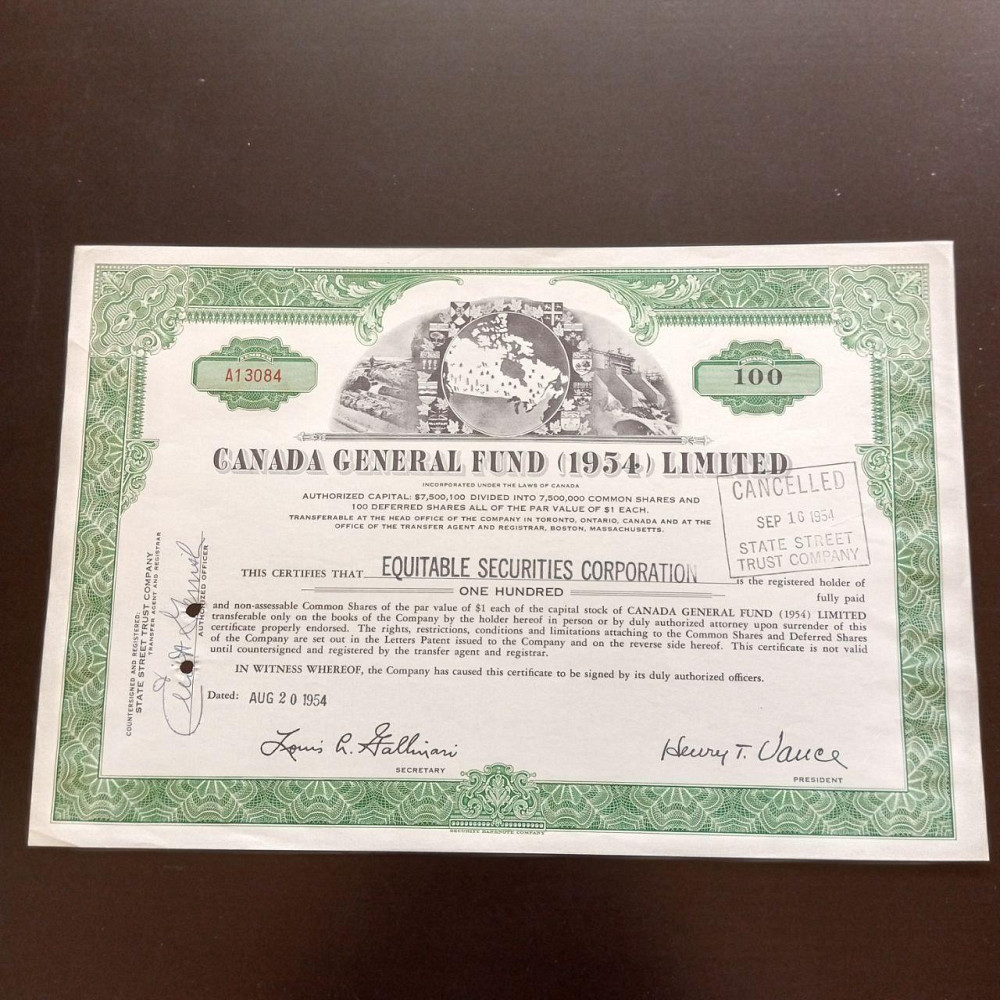 A13084
SHARES
100
CANADA GENERAL FUND (1954) LIMITED
INCORPORATED UNDER THE LAWS OF CANADA
AUTHORIZED CAPITAL: $7,500,100 DIVIDED INTO 7,500,000 COMMON SHARES AND
100 DEFERRED SHARES ALL OF THE PAR VALUE OF $1 EACH.
TRANSFERABLE AT THE HEAD OFFICE OF THE COMPANY IN TORONTO, ONTARIO, CANADA AND AT THE
OFFICE OF THE TRANSFER AGENT AND REGISTRAR, BOSTON, MASSACHUSETTS.
CANCELLED
SEP 16 1954
STATE STREET
TRUST COMPANY
THIS CERTIFIES THAT EQUITABLE SECURITIES CORPORATION is the registered holder of
ONE HUNDRED fully paid
and non-assessable Common Shares of the par value of $1 each of the capital stock of CANADA GENERAL FUND (1954) LIMITED
transferable only on the books of the Company by the holder hereof in person or by duly authorized attorney upon surrender of this
certificate properly endorsed. The rights, restrictions, conditions and limitations attaching to the Common Shares and Deferred Shares
of the Company are set out in the Letters Patent issued to the Company and on the reverse side hereof. This certificate is not valid
until countersigned and registered by the transfer agent and registrar.
IN WITNESS WHEREOF, the Company has caused this certificate to be signed by its duly authorized officers.
Dated: AUG 20 1954
Louis A. Gallinari
SECRETARY
Henry T. Vance
PRESIDENT
COUNTERSIGNED AND REGISTERED:
STATE STREET TRUST COMPANY
TRANSFER AGENT AND REGISTRAR
AUTHORIZED OFFICER
SECURITY BANKNOTE COMPANY